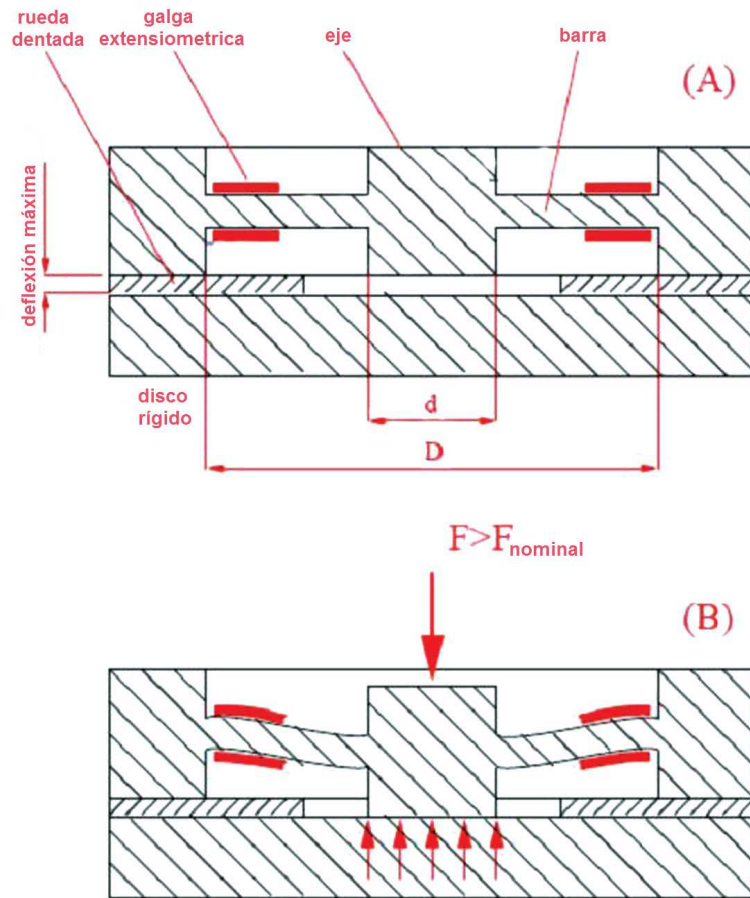 rueda
dentada
galga
extensiometrica
eje
barra
(A)
deflexión máxima
disco
rígido
d
D
F>Fnominal
(B)